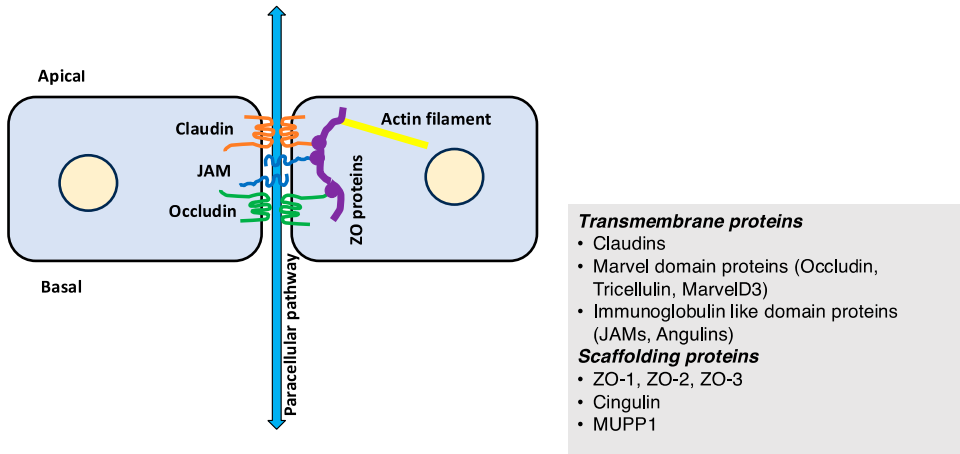 Apical
Claudin
JAM
Occludin
Actin filament
ZO proteins
Basal
Paracellular pathway
Transmembrane proteins
• Claudins
• Marvel domain proteins (Occludin,
Tricellulin, MarvelD3)
• Immunoglobulin like domain proteins
(JAMs, Angulins)
Scaffolding proteins
• ZO-1, ZO-2, ZO-3
• Cingulin
• MUPP1